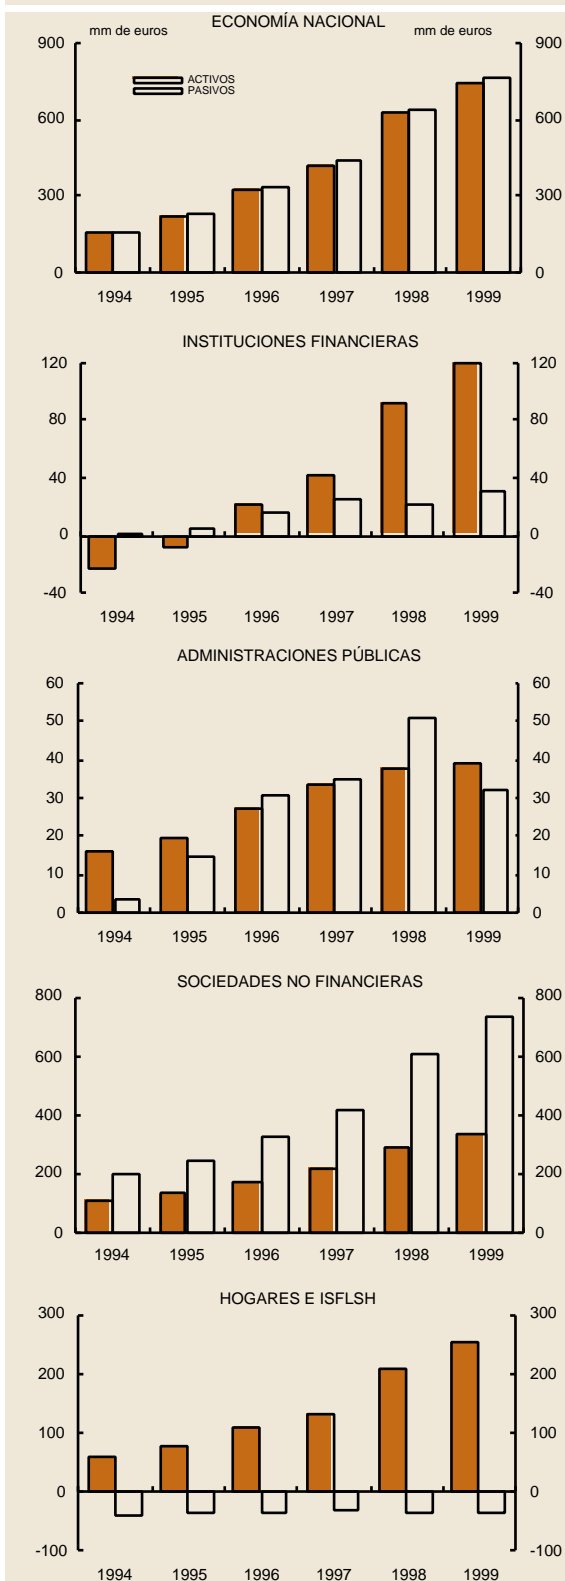 ECONOMÍA NACIONAL
mm de euros mm de euros
900 900
ACTIVOS
PASIVOS
600 600
300 300
0 0
1994 1995 1996 1997 1998 1999
INSTITUCIONES FINANCIERAS
120 120
80 80
40 40
0 0
-40 -40
1994 1995 1996 1997 1998 1999
ADMINISTRACIONES PÚBLICAS
60 60
50 50
40 40
30 30
20 20
10 10
0 0
1994 1995 1996 1997 1998 1999
SOCIEDADES NO FINANCIERAS
800 800
600 600
400 400
200 200
0 0
1994 1995 1996 1997 1998 1999
HOGARES E ISFLSH
300 300
200 200
100 100
0 0
-100 -100
1994 1995 1996 1997 1998 1999